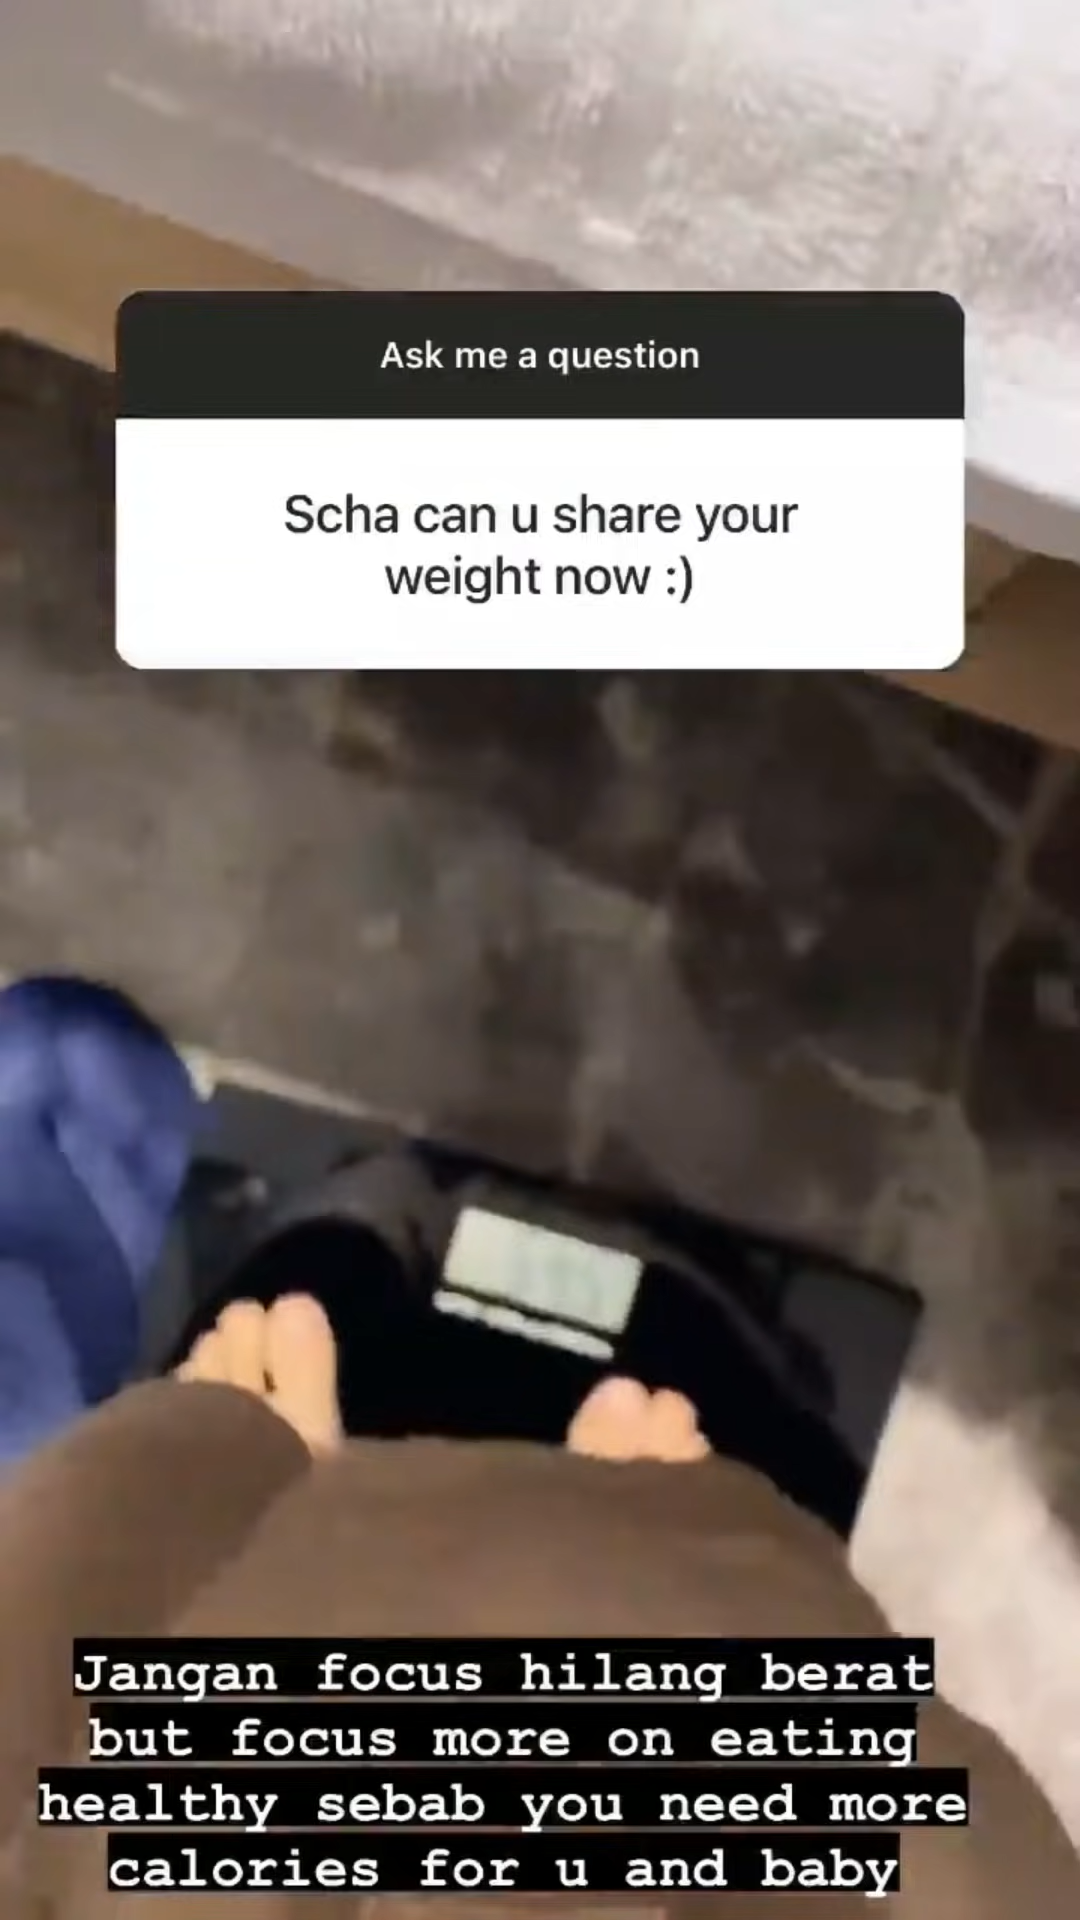 Ask me a question
Scha can u share your
weight now :)
Jangan focus hilang berat
but focus more on eating
healthy sebab you need more
calories for u and baby